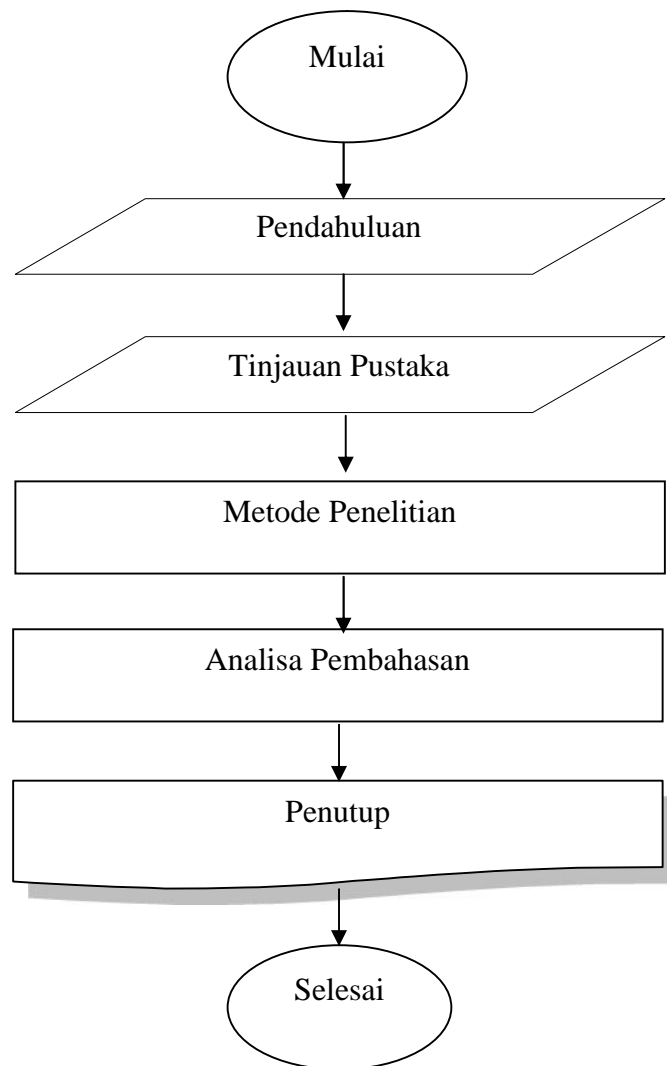 Mulai
Pendahuluan
Tinjauan Pustaka
Metode Penelitian
Analisa Pembahasan
Penutup
Selesai